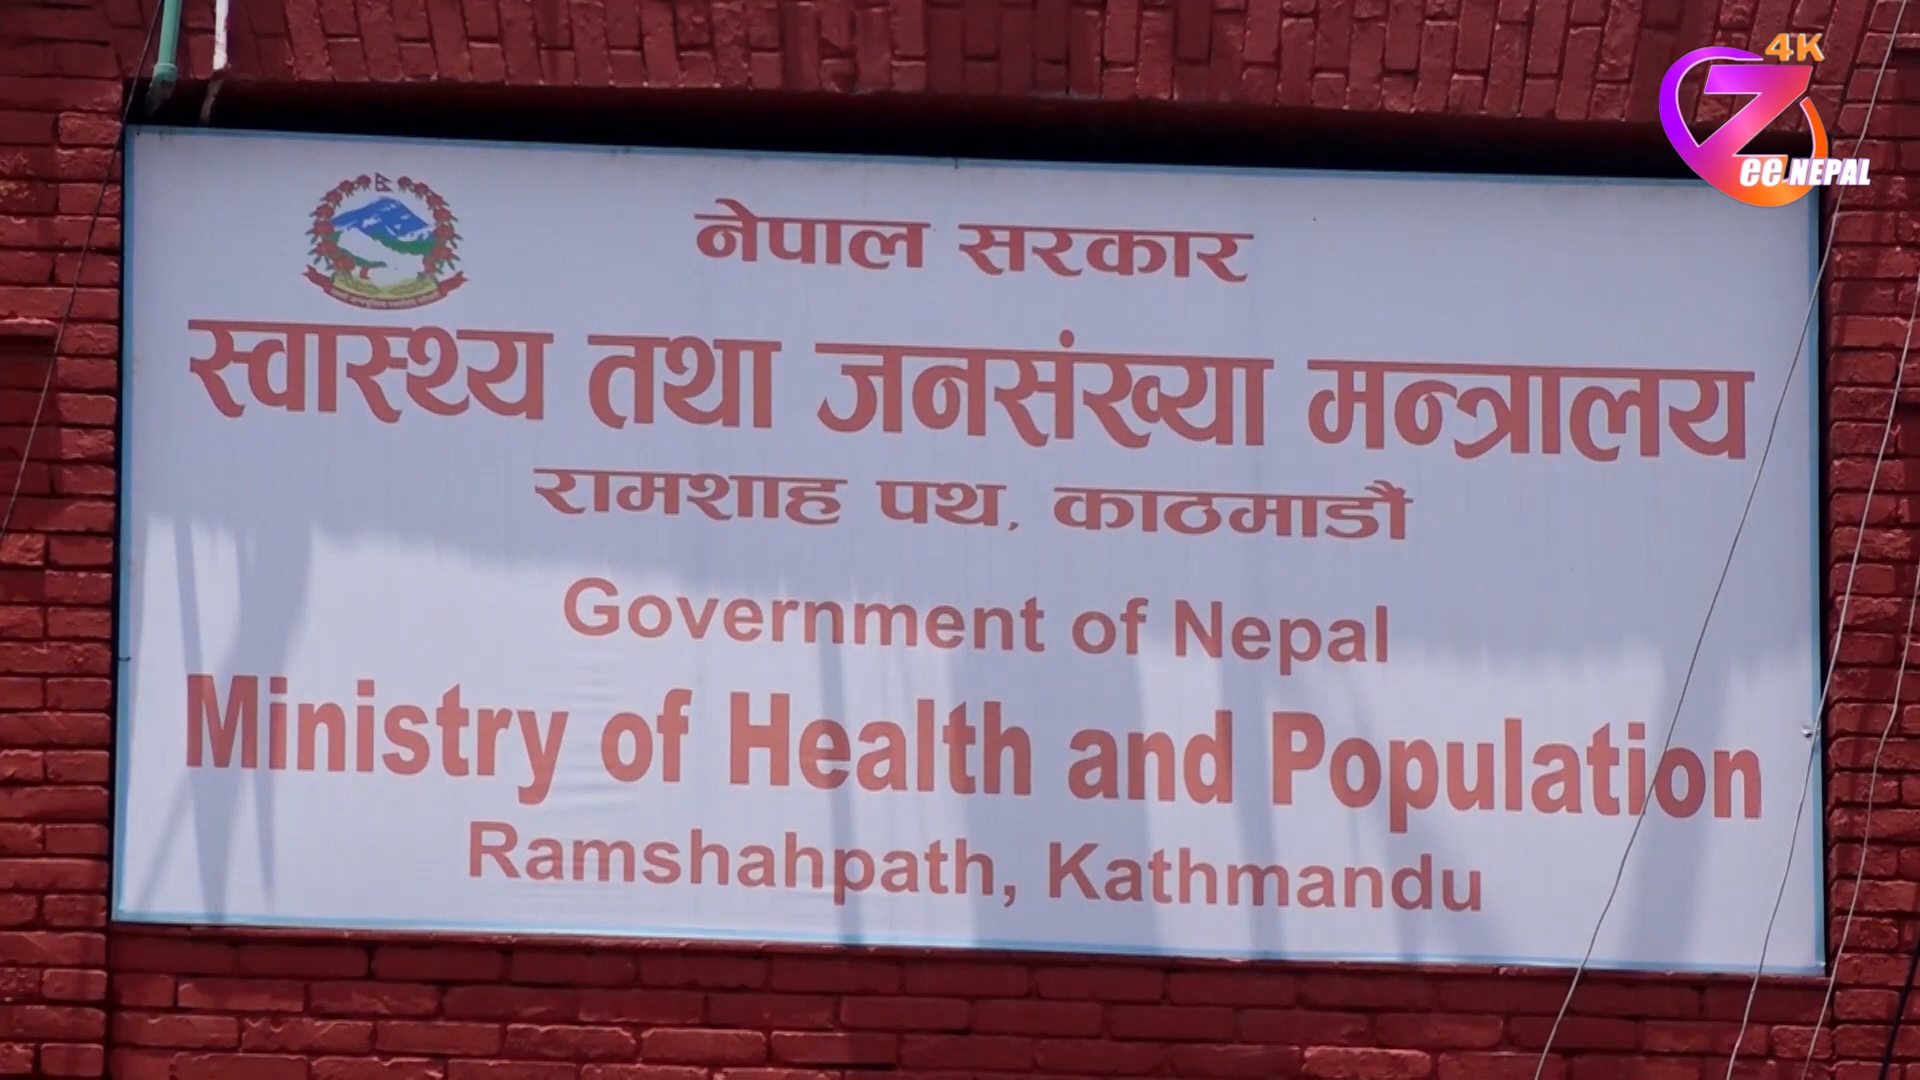 4K
Zee NEPAL
नेपाल सरकार
स्वास्थ्य तथा जनसंख्या मन्त्रालय
रामशाह पथ, काठमाडौं
Government of Nepal
Ministry of Health and Population
Ramshahpath, Kathmandu